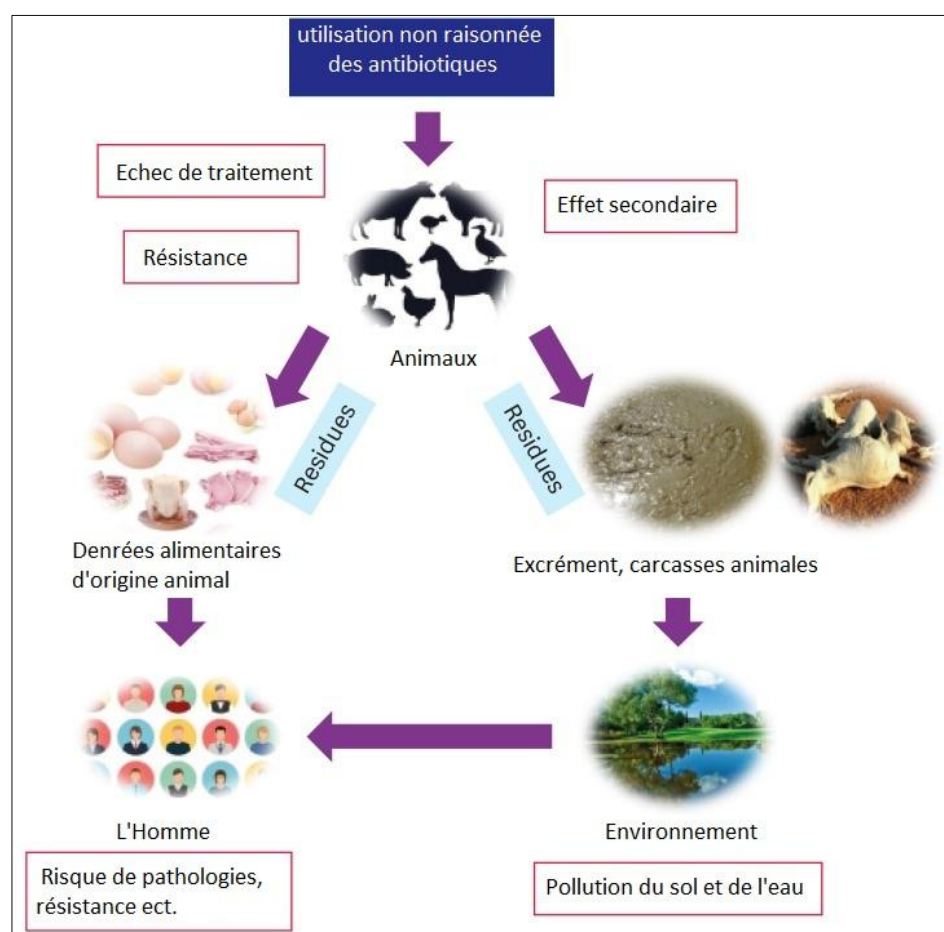 utilisation non raisonnée
des antibiotiques
Echec de traitement
Effet secondaire
Résistance
Animaux
Residues
Residues
Denrées alimentaires
d'origine animal
Excrément, carcasses animales
L'Homme
Environnement
Risque de pathologies,
résistance ect.
Pollution du sol et de l'eau